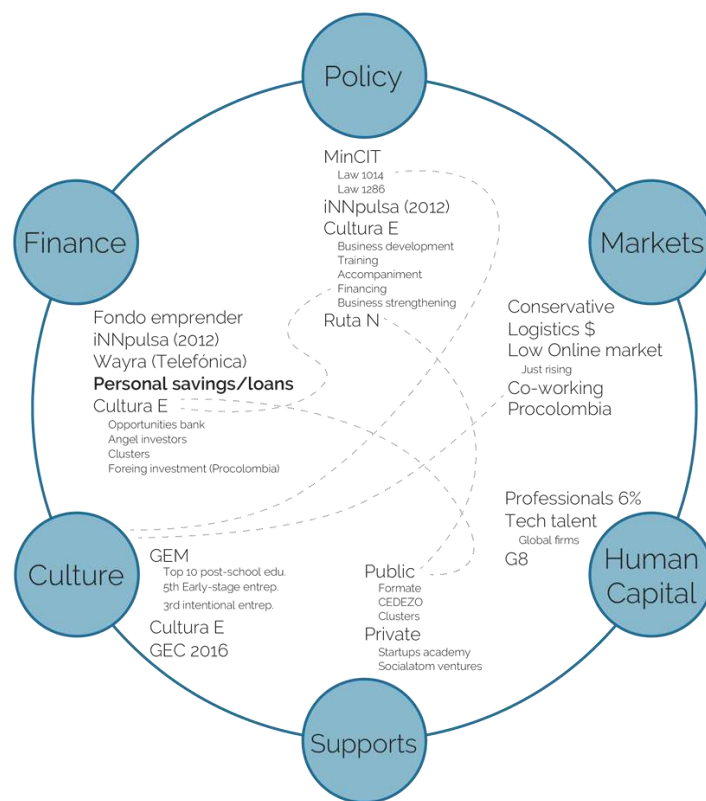 Policy
MinCIT
Law 1014
Law 1286
iNNpulsa (2012)
Cultura E
Business development
Training
Accompaniment
Financing
Business strengthening
Ruta N
Finance
Fondo emprender
iNNpulsa (2012)
Wayra (Telefónica)
Personal savings/loans
Cultura E
Opportunities bank
Angel investors
Clusters
Foreing investment (Procolombia)
Markets
Conservative
Logistics $
Low Online market
Just rising
Co-working
Procolombia
Culture
GEM
Top 10 post-school edu.
5th Early-stage entrep.
3rd intentional entrep.
Cultura E
GEC 2016
Public
Formate
CEDEZO
Clusters
Private
Startups academy
Socialatom ventures
Professionals 6%
Tech talent
Global firms
G8
Human
Capital
Supports